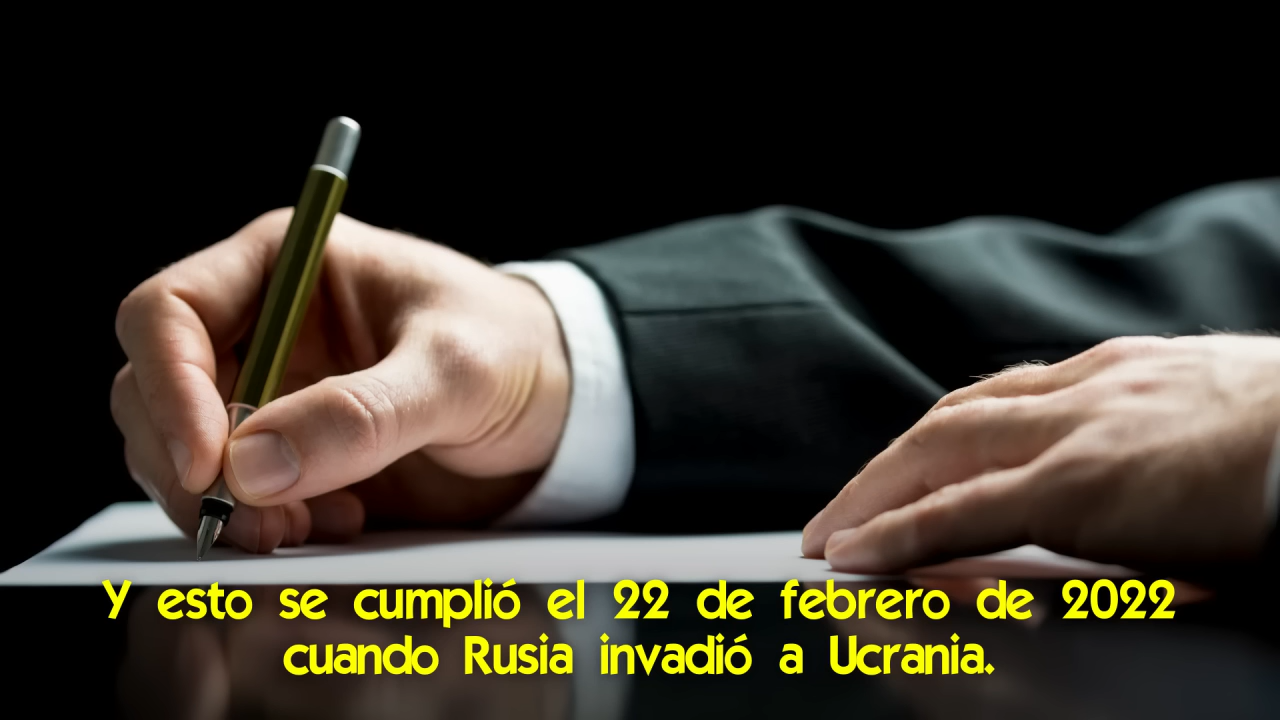 Y esto se cumplió el 22 de febrero de 2022
cuando Rusia invadió a Ucrania.